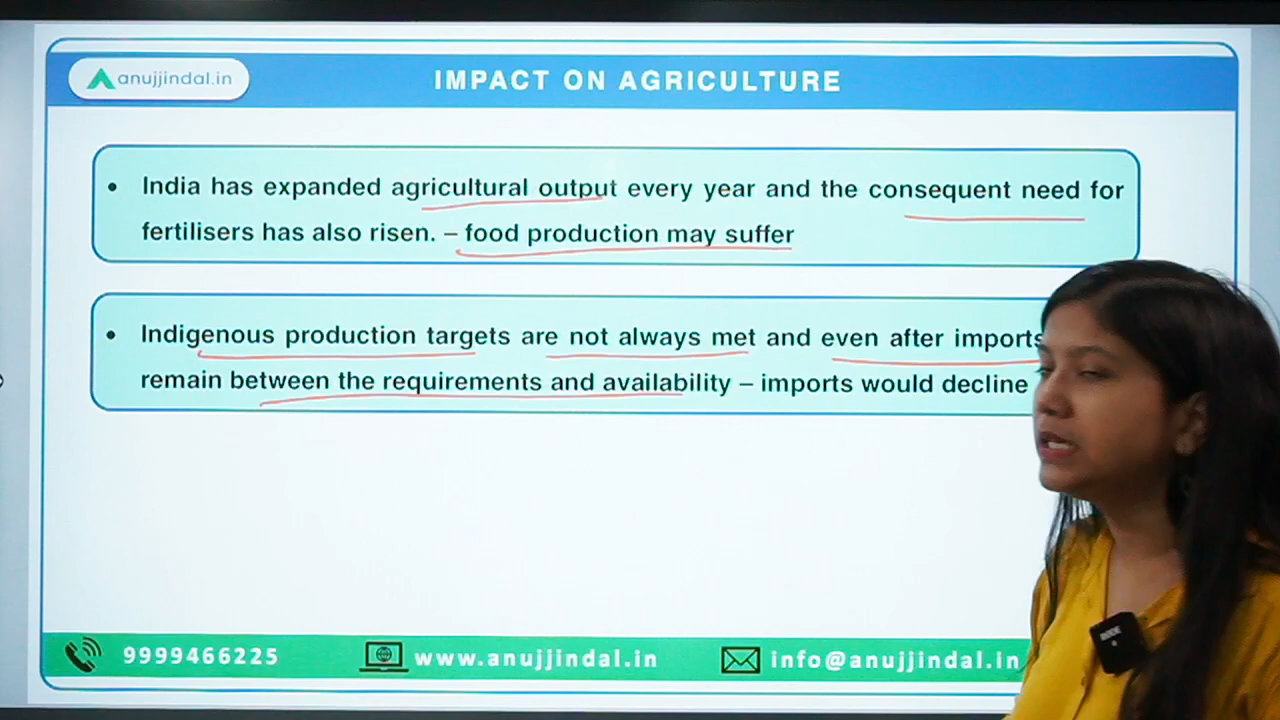 anujjindal.in
IMPACT ON AGRICULTURE
• India has expanded agricultural output every year and the consequent need for
fertilisers has also risen. – food production may suffer
• Indigenous production targets are not always met and even after imports
remain between the requirements and availability – imports would decline
9999466225
www.anujjindal.in
info@anujjindal.in